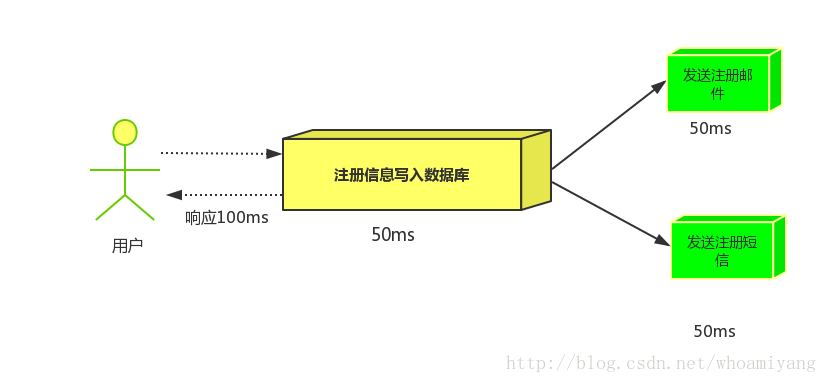 发送注册邮
件
50ms
注册信息写入数据库
响应100ms
用户
50ms
发送注册短
信
50ms
http://blog.csdn.net/whoamiyang